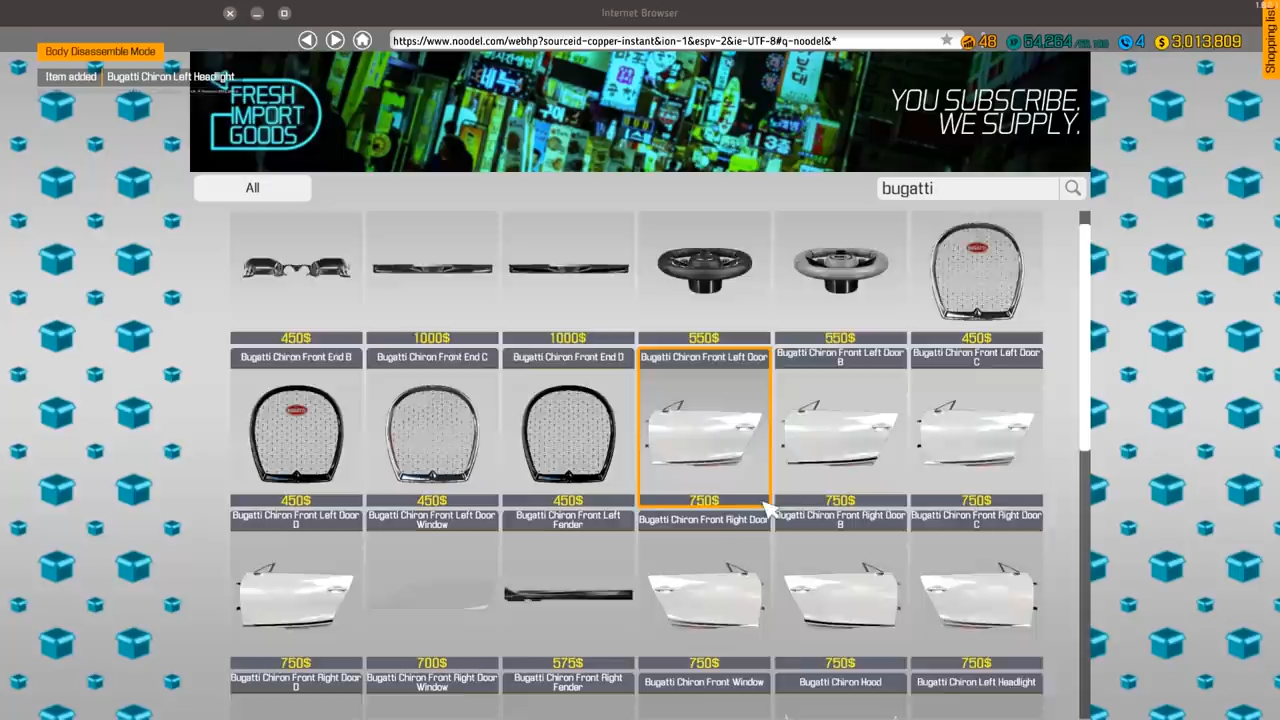 Internet Browser
1.6.2
Shopping list
https://www.noodel.com/webhp?sourceid-copper-instant&ion-1&espv-2&ie-UTF-8#q-noodel&*
48
4
$ 3,013,809
Body Disassemble Mode
Item added
Bugatti Chiron Left Headlight
FRESH
IMPORT
GOODS
YOU SUBSCRIBE.
WE SUPPLY.
All
bugatti
450$
1000$
1000$
550$
550$
450$
Bugatti Chiron Front End B
Bugatti Chiron Front End C
Bugatti Chiron Front End D
Bugatti Chiron Front Left Door
Bugatti Chiron Front Left Door
B
Bugatti Chiron Front Left Door
C
450$
450$
450$
750$
750$
750$
Bugatti Chiron Front Left Door
D
Bugatti Chiron Front Left Door
Window
Bugatti Chiron Front Left
Fender
Bugatti Chiron Front Right Door
Bugatti Chiron Front Right Door
B
Bugatti Chiron Front Right Door
C
750$
700$
575$
750$
750$
750$
Bugatti Chiron Front Right Door
D
Bugatti Chiron Front Right Door
Window
Bugatti Chiron Front Right
Fender
Bugatti Chiron Front Window
Bugatti Chiron Hood
Bugatti Chiron Left Headlight